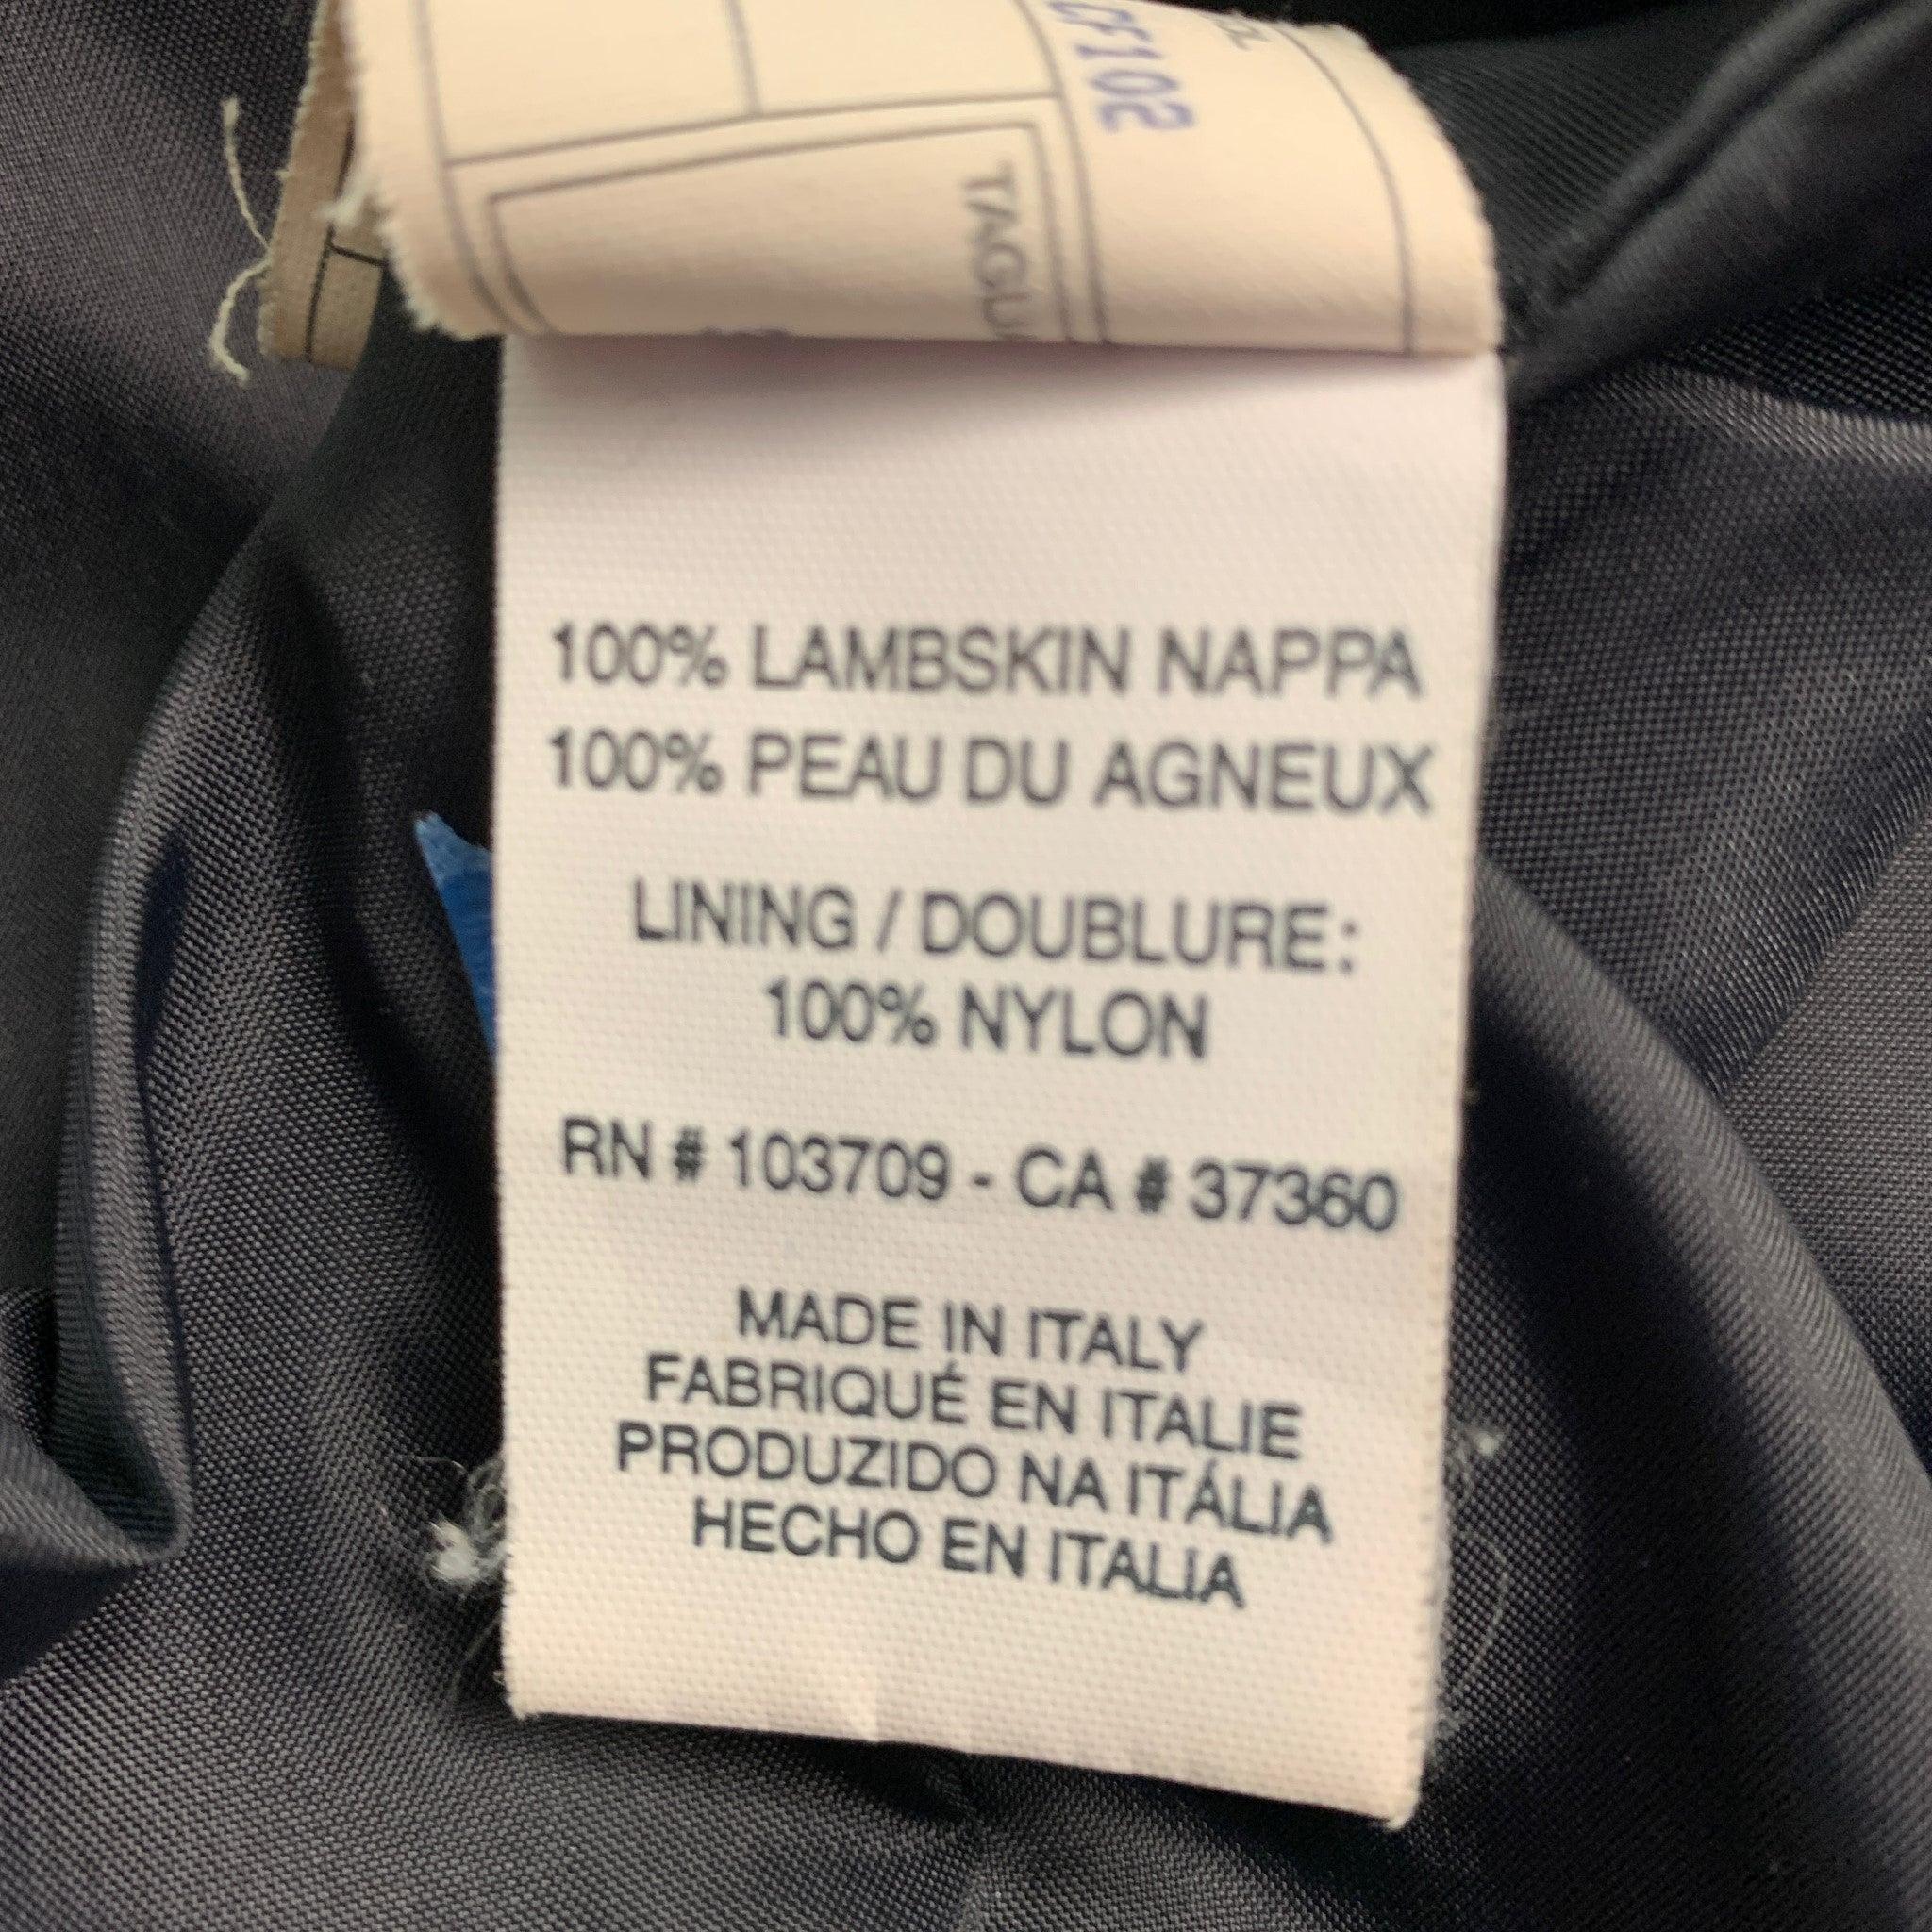 100% LAMBSKIN NAPPA
100% PEAU DU AGNEUX
LINING / DOUBLURE:
100% NYLON
RN # 103709 - CA # 37360
MADE IN ITALY
FABRIQUÉ EN ITALIE
PRODUZIDO NA ITÁLIA
HECHO EN ITALIA